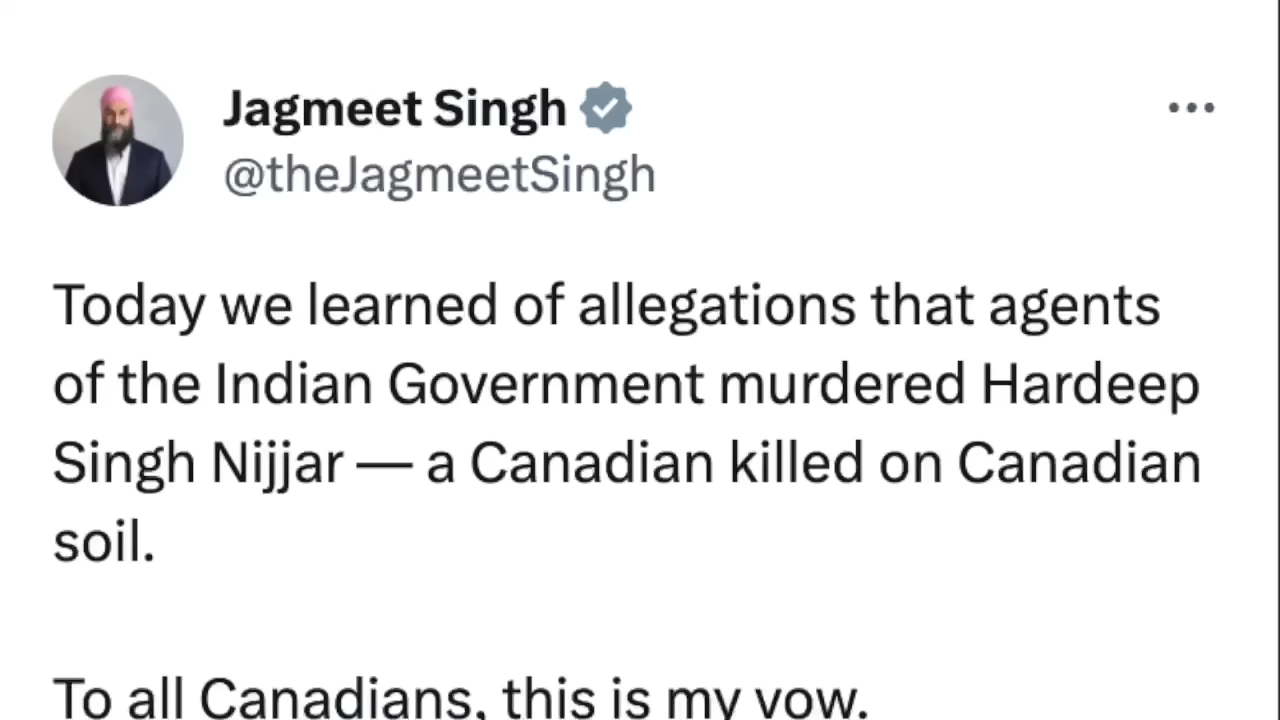 Jagmeet Singh
@theJagmeetSingh
Today we learned of allegations that agents
of the Indian Government murdered Hardeep
Singh Nijjar — a Canadian killed on Canadian
soil.
To all Canadians, this is my vow.